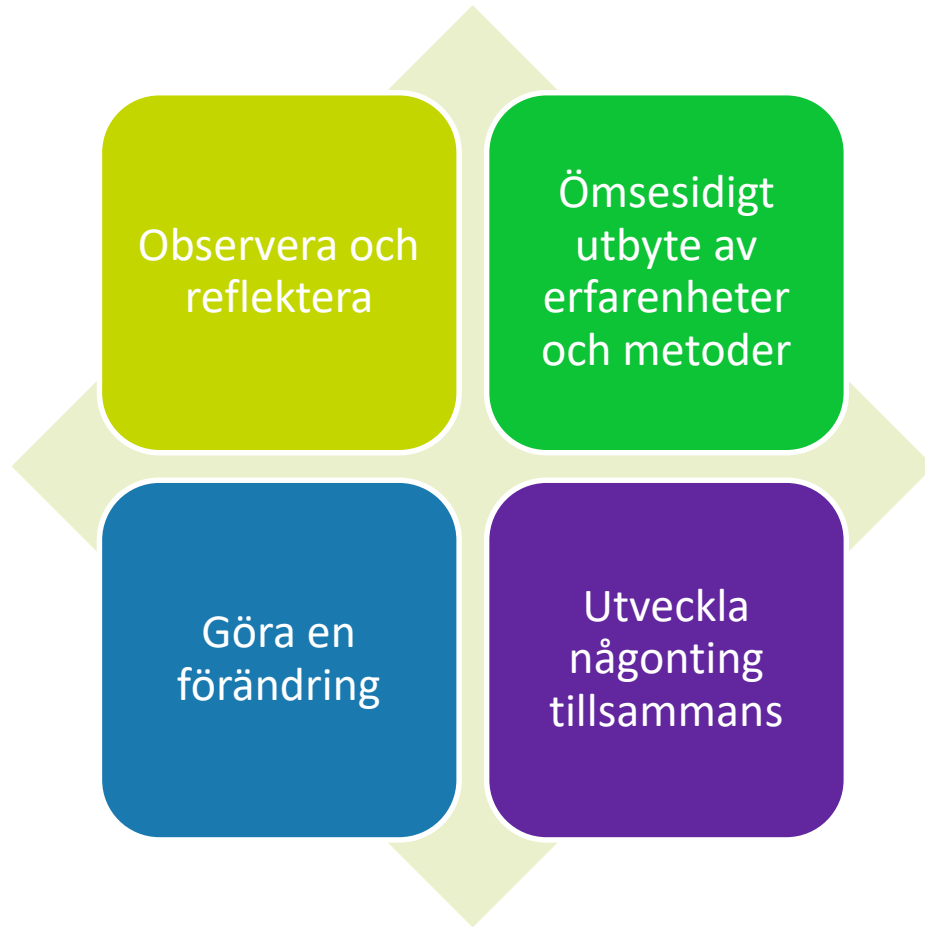 Observera och
reflektera
Ömsesidigt
utbyte av
erfarenheter
och metoder
Göra en
förändring
Utveckla
någonting
tillsammans